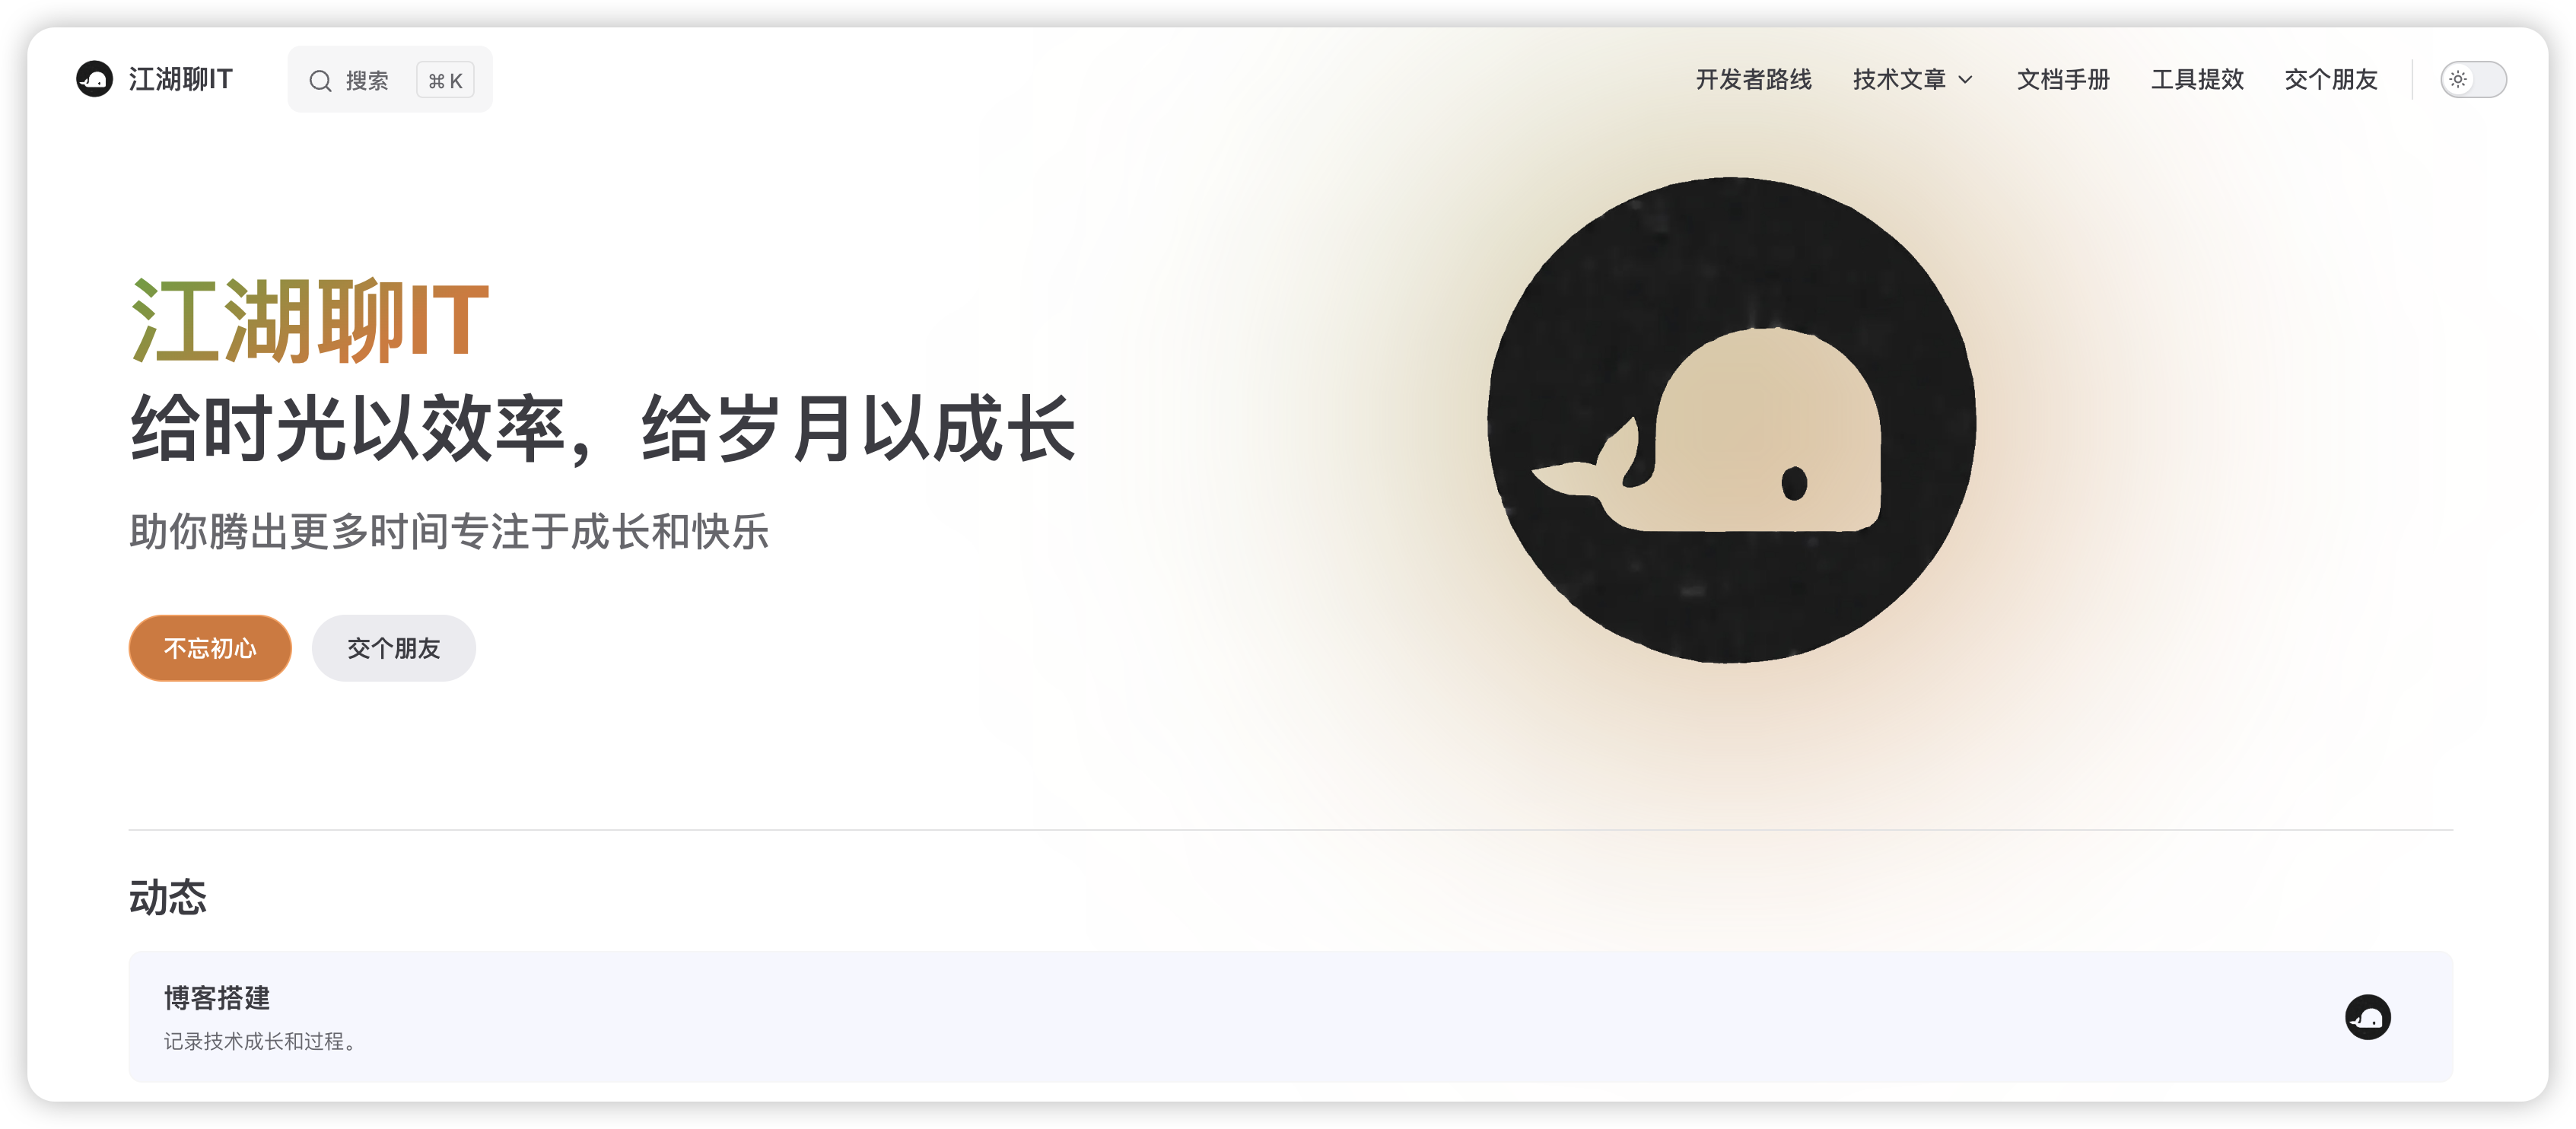 江湖聊IT
搜索 ⌘ K
开发者路线 技术文章 文档手册 工具提效 交个朋友
江湖聊IT
给时光以效率，给岁月以成长
助你腾出更多时间专注于成长和快乐
不忘初心 交个朋友
动态
博客搭建
记录技术成长和过程。